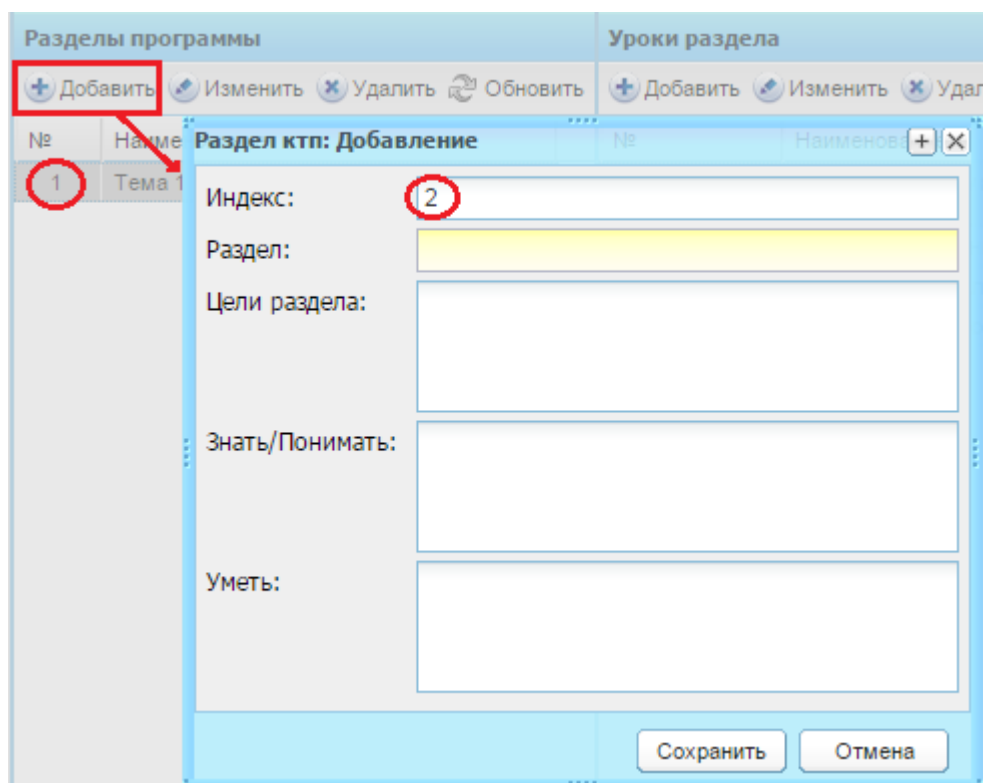 Разделы программы Уроки раздела
Добавить Изменить Удалить Обновить Добавить Изменить
№ Раздел ктп: Добавление №
1 Тема 1
Индекс: 2
Раздел:
Цели раздела:
Знать/Понимать:
Уметь:
Сохранить Отмена